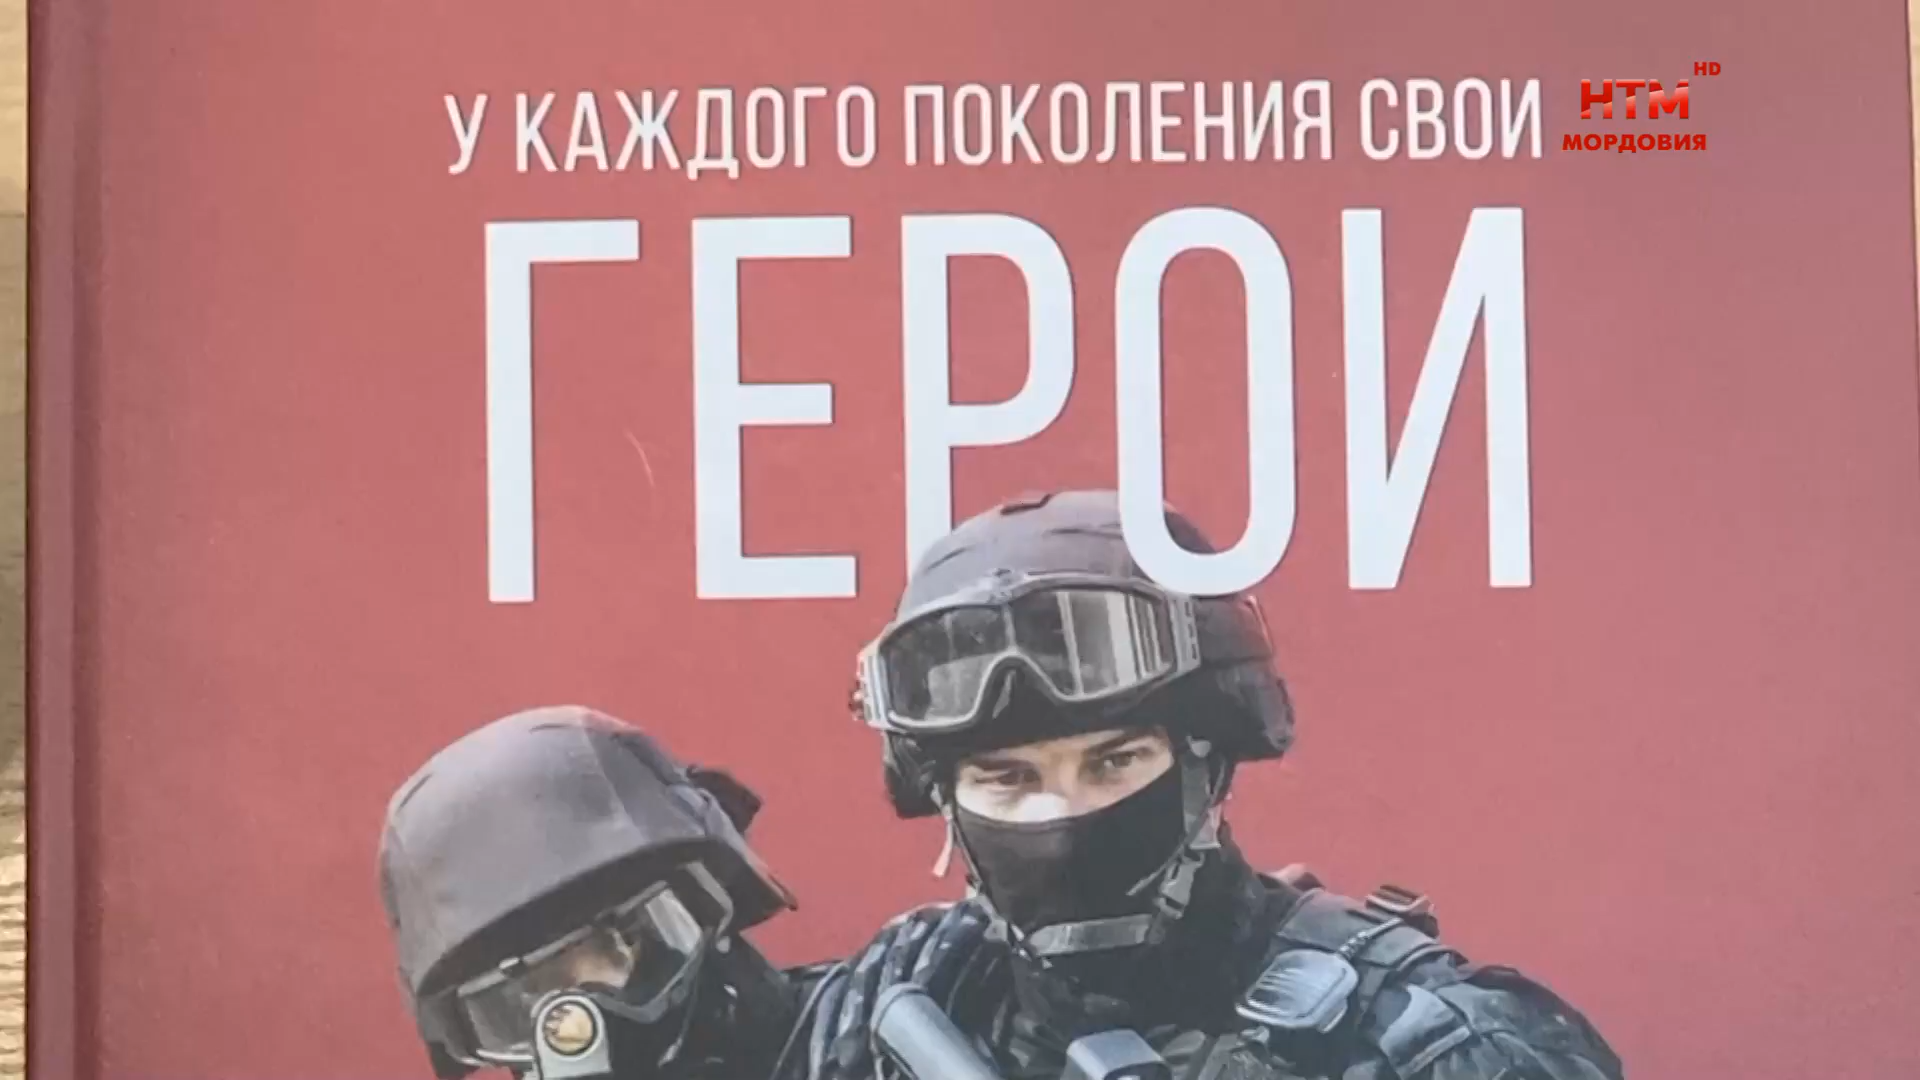 У КАЖДОГО ПОКОЛЕНИЯ СВОИ
ГЕРОИ
HD
НТМ
МОРДОВИЯ